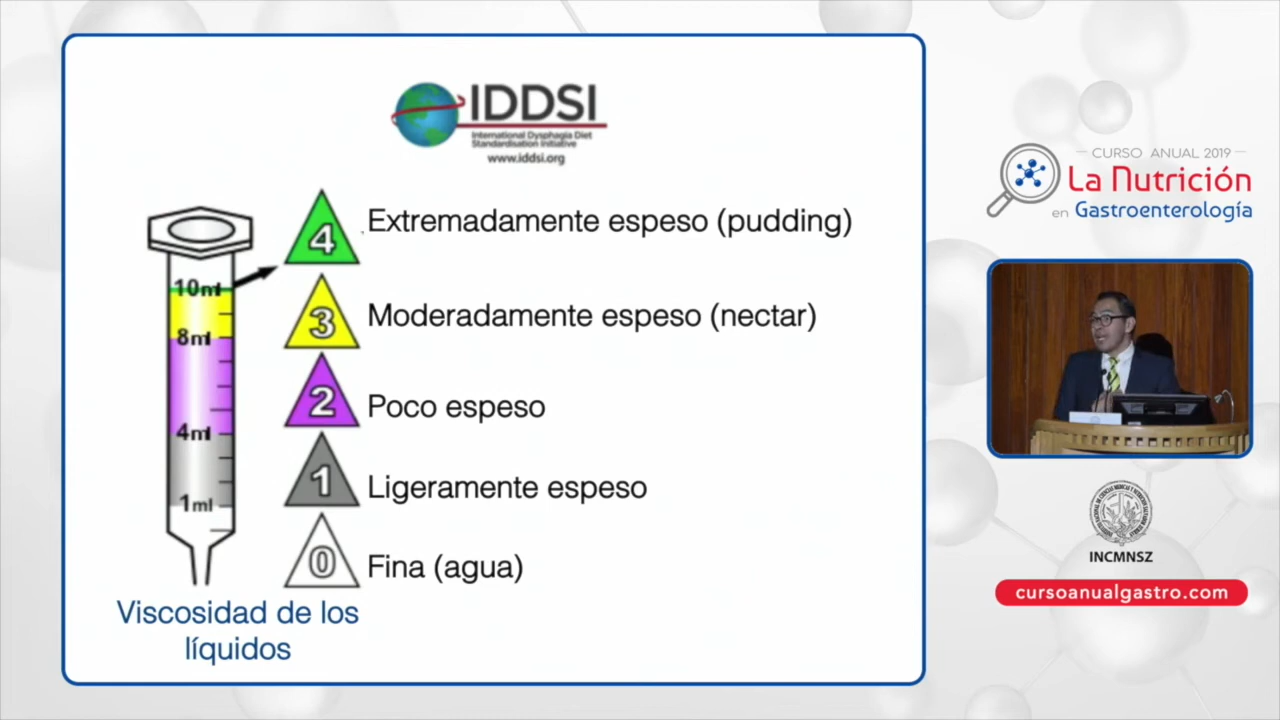 IDDSI
International Dysphagia Diet
Standardisation Initiative
www.iddsi.org
10ml
8ml
4ml
1ml
4 Extremadamente espeso (pudding)
3 Moderadamente espeso (nectar)
2 Poco espeso
1 Ligeramente espeso
0 Fina (agua)
Viscosidad de los
líquidos
CURSO ANUAL 2019
La Nutrición
en Gastroenterología
INCMNSZ
cursoanualgastro.com